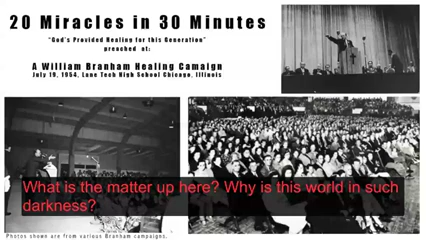 20 Miracles in 30 Minutes
"God's Provided Healing for this Generation"
preached at:
A William Branham Healing Camaign
July 19, 1954, Lane Tech High School Chicago, Illinois
What is the matter up here? Why is this world in such
darkness?
Photos shown are from various Branham campaigns.